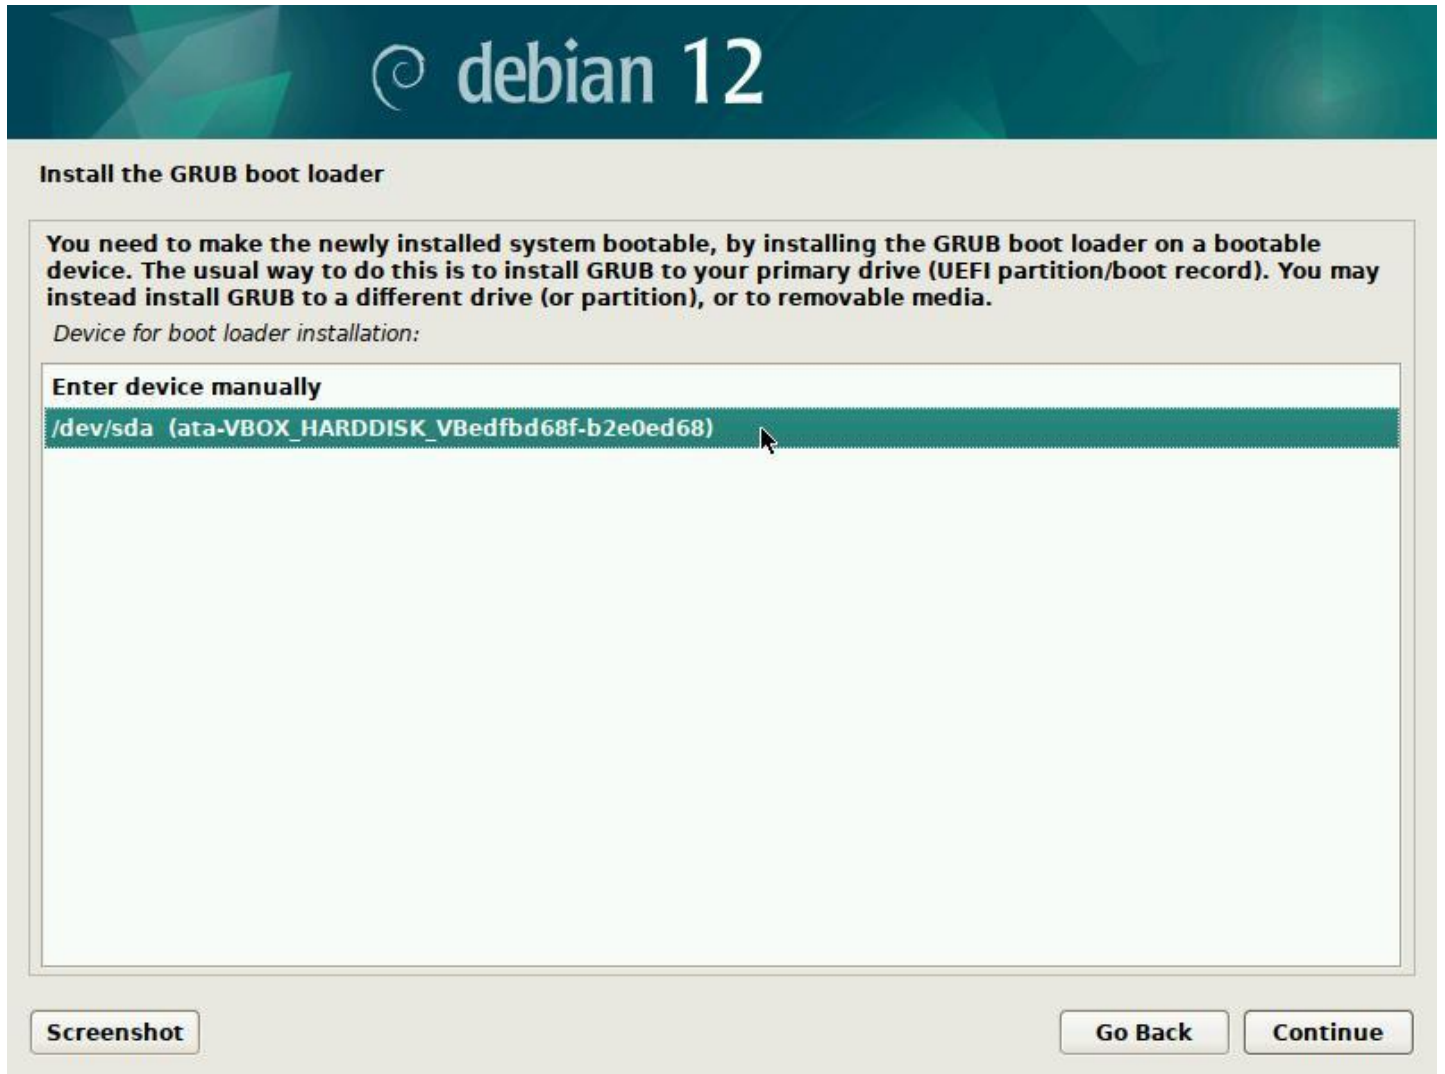 debian 12
Install the GRUB boot loader
You need to make the newly installed system bootable, by installing the GRUB boot loader on a bootable
device. The usual way to do this is to install GRUB to your primary drive (UEFI partition/boot record). You may
instead install GRUB to a different drive (or partition), or to removable media.
Device for boot loader installation:
Enter device manually
/dev/sda (ata-VBOX_HARDDISK_VBedfbd68f-b2e0ed68)
Screenshot
Go Back
Continue